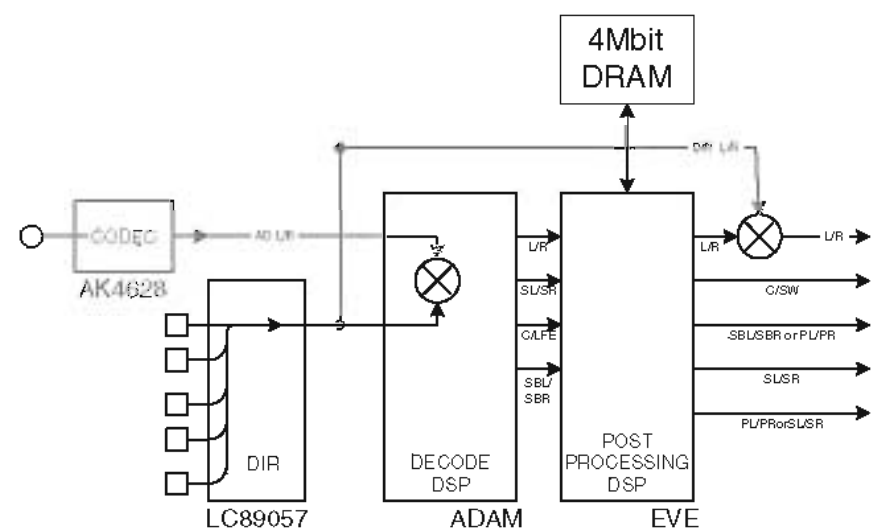 4Mbit
DRAM
DIR L/R
CODEC
AD L/R
AK4628
L/R
L/R
L/R
SL/SR
C/SW
C/LFE
SBL/SBR or PL/PR
SBL/
SBR
SL/SR
PL/PRorSL/SR
DIR
DECODE
DSP
POST
PROCESSING
DSP
LC89057
ADAM
EVE